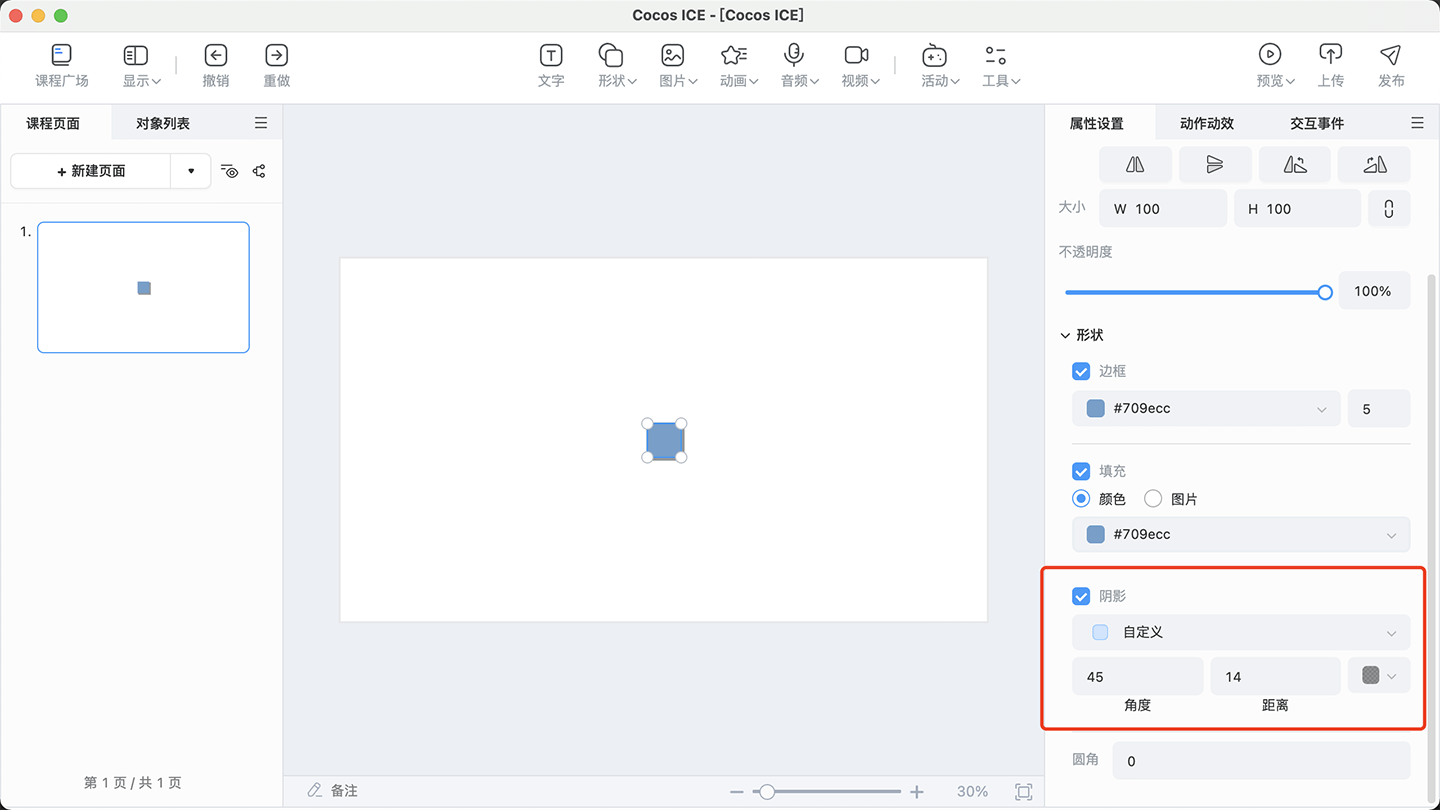 Cocos ICE - [Cocos ICE]
课程广场 显示 撤销 重做 文字 形状 图片 动画 音频 视频 活动 工具 预览 上传 发布
课程页面 对象列表
+ 新建页面
1.
第 1 页 / 共 1 页
备注
30%
属性设置 动作动效 交互事件
大小 W 100 H 100
不透明度
100%
形状
边框
#709ecc 5
填充
颜色 图片
#709ecc
阴影
自定义
45 14
角度 距离
圆角 0